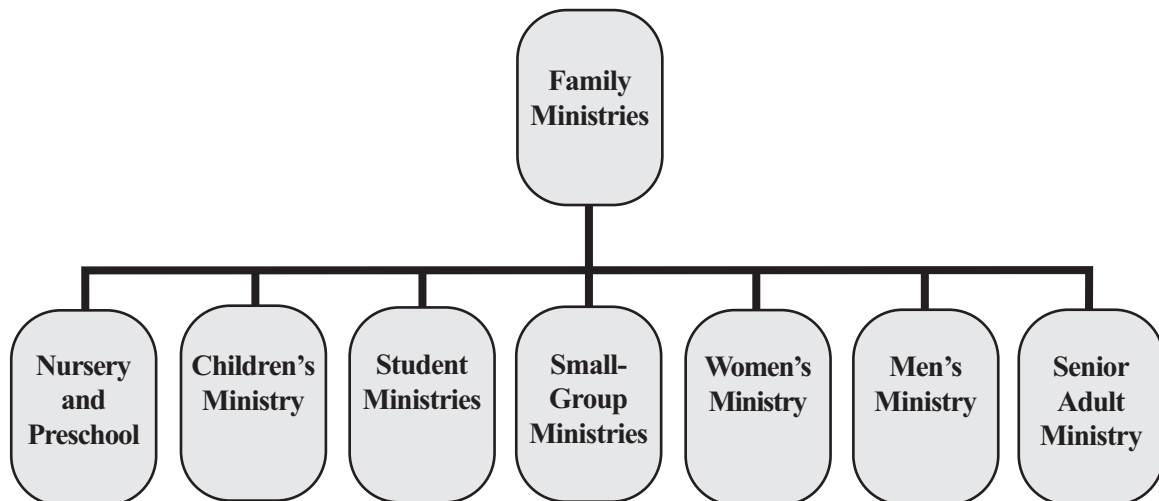 Family
Ministries
Nursery
and
Preschool
Children’s
Ministry
Student
Ministries
Small-
Group
Ministries
Women’s
Ministry
Men’s
Ministry
Senior
Adult
Ministry